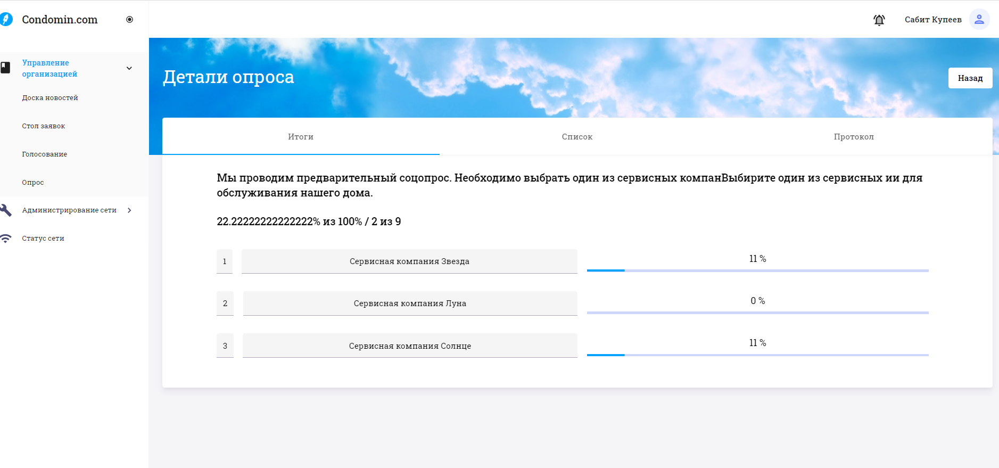 Condomin.com
Сабит Купеев
Управление
организацией
Доска новостей
Стол заявок
Голосование
Опрос
Администрирование сети
Статус сети
Детали опроса
Назад
Итоги
Список
Протокол
Мы проводим предварительный соцопрос. Необходимо выбрать один из сервисных компанВыбирите один из сервисных ии для
обслуживания нашего дома.
22.22222222222222% из 100% / 2 из 9
1
Сервисная компания Звезда
11 %
2
Сервисная компания Луна
0 %
3
Сервисная компания Солнце
11 %